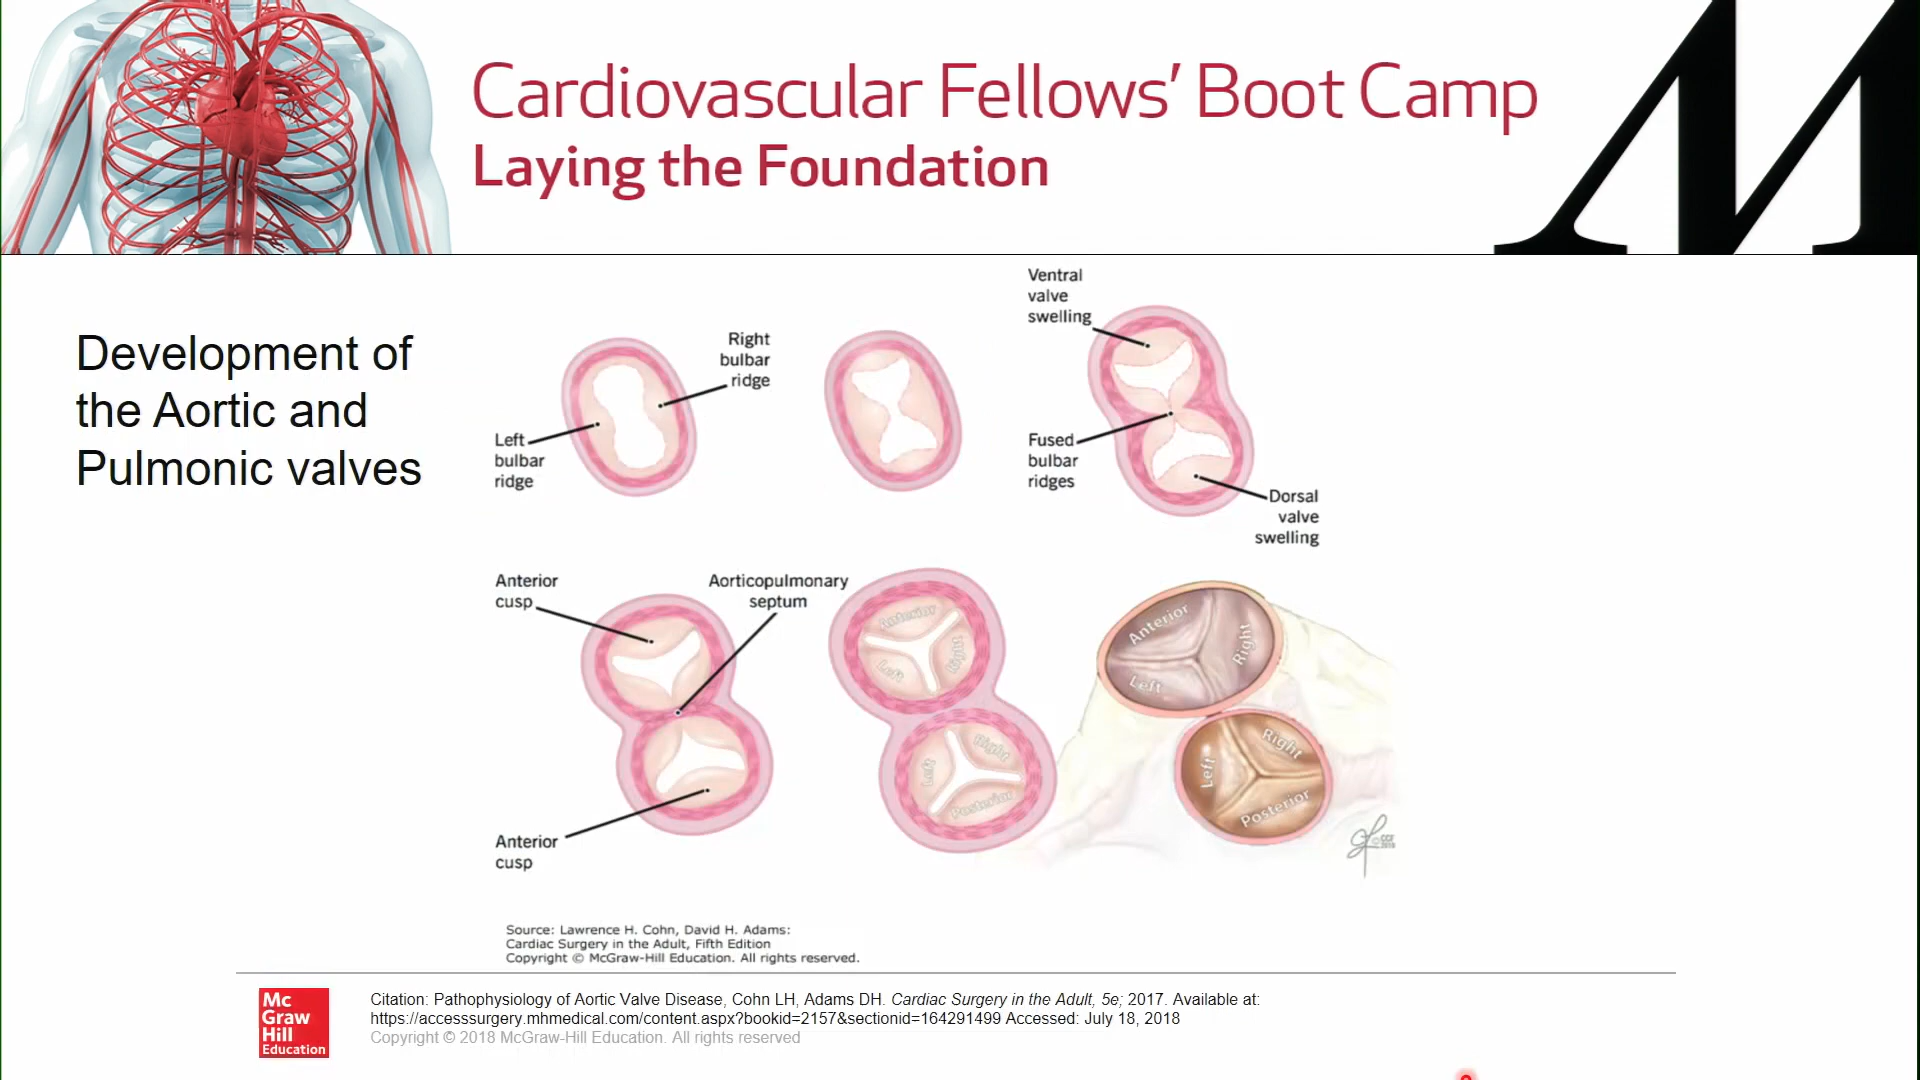 Cardiovascular Fellows’ Boot Camp
Laying the Foundation
M
Development of
the Aortic and
Pulmonic valves
Right
bulbar
ridge
Left
bulbar
ridge
Ventral
valve
swelling
Fused
bulbar
ridges
Dorsal
valve
swelling
Anterior
cusp
Aorticopulmonary
septum
Anterior
cusp
Anterior
Left
Right
Left
Right
Posterior
Anterior
Left
Right
Left
Right
Posterior
Source: Lawrence H. Cohn, David H. Adams:
Cardiac Surgery in the Adult, Fifth Edition
Copyright © McGraw-Hill Education. All rights reserved.
Mc
Graw
Hill
Education
Citation: Pathophysiology of Aortic Valve Disease, Cohn LH, Adams DH. Cardiac Surgery in the Adult, 5e; 2017. Available at:
https://accesssurgery.mhmedical.com/content.aspx?bookid=2157&sectionid=164291499 Accessed: July 18, 2018
Copyright © 2018 McGraw-Hill Education. All rights reserved